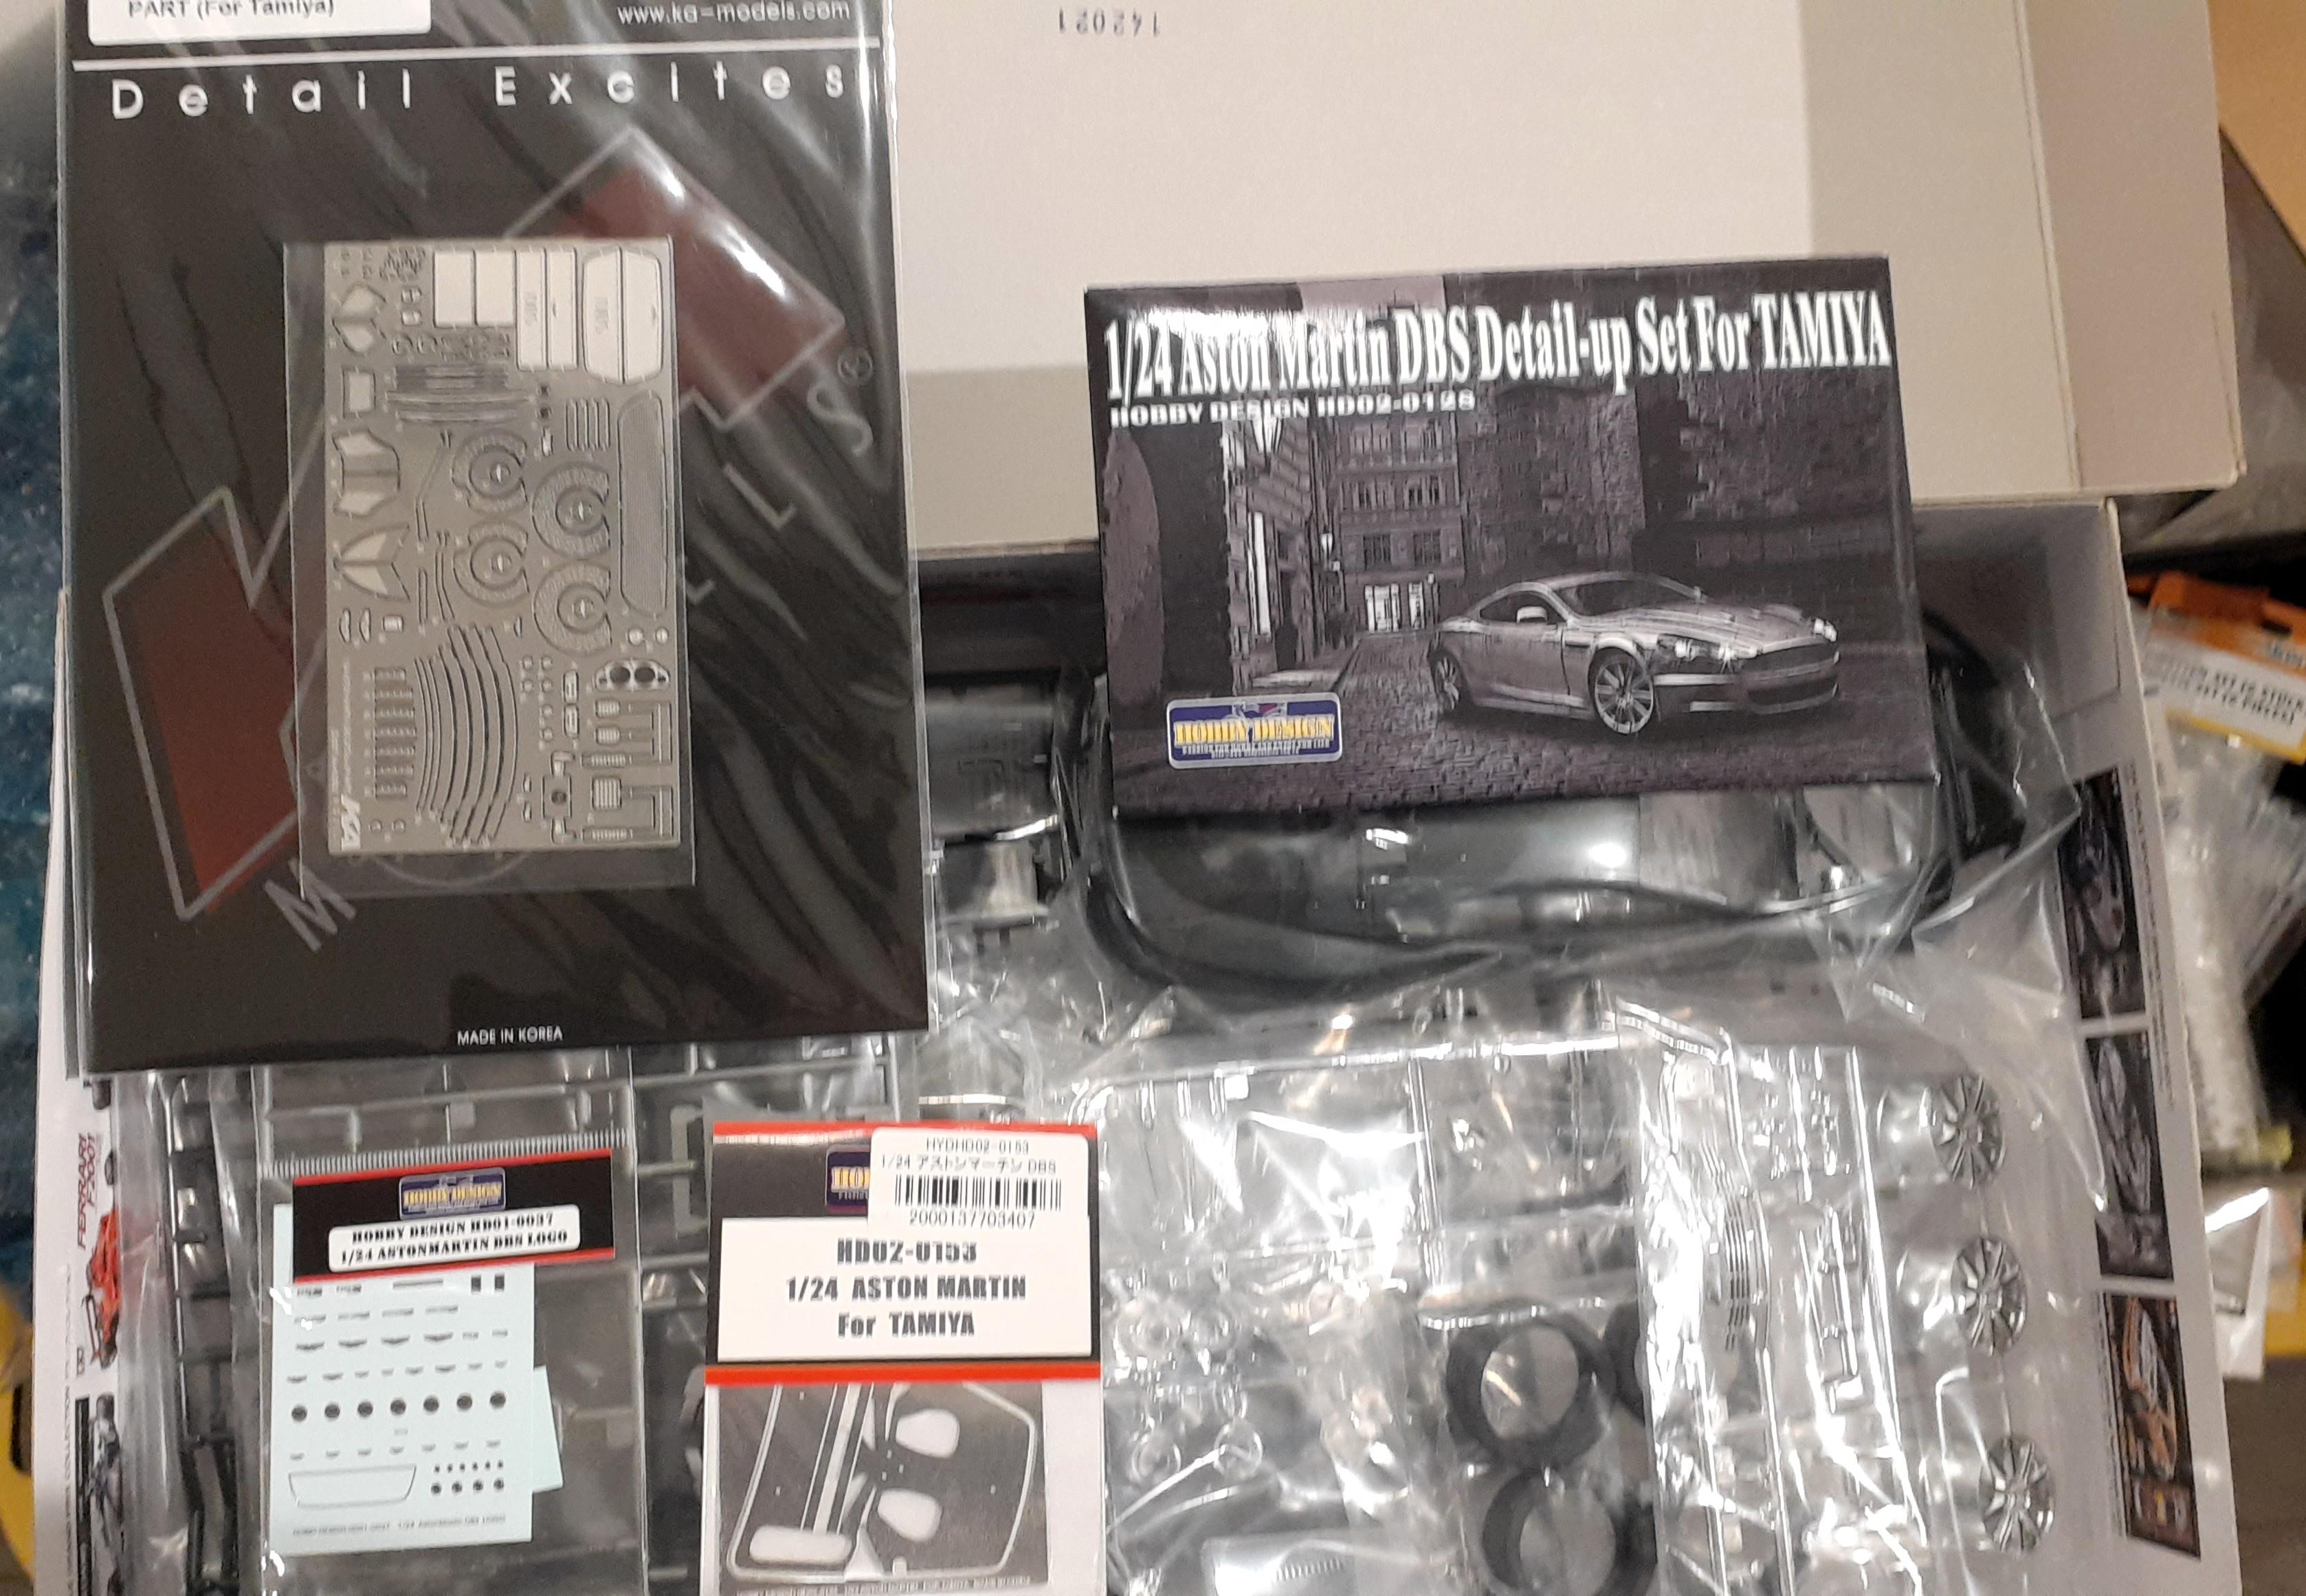 PART (For Tamiya)
www.ka-models.com
Detail Excites
MODELLS
MADE IN KOREA
142021
1/24 Aston Martin DBS Detail-up Set For TAMIYA
HOBBY DESIGN HD02-0128
HOBBY DESIGN
HOBBY DESIGN
HOBBY DESIGN HD01-0037
1/24 ASTONMARTIN DBS LOGO
HYDHD02-0153
1/24 アストンマーチン DBS
2000137703407
HD02-0153
1/24 ASTON MARTIN
For TAMIYA
FERRARI
F2001